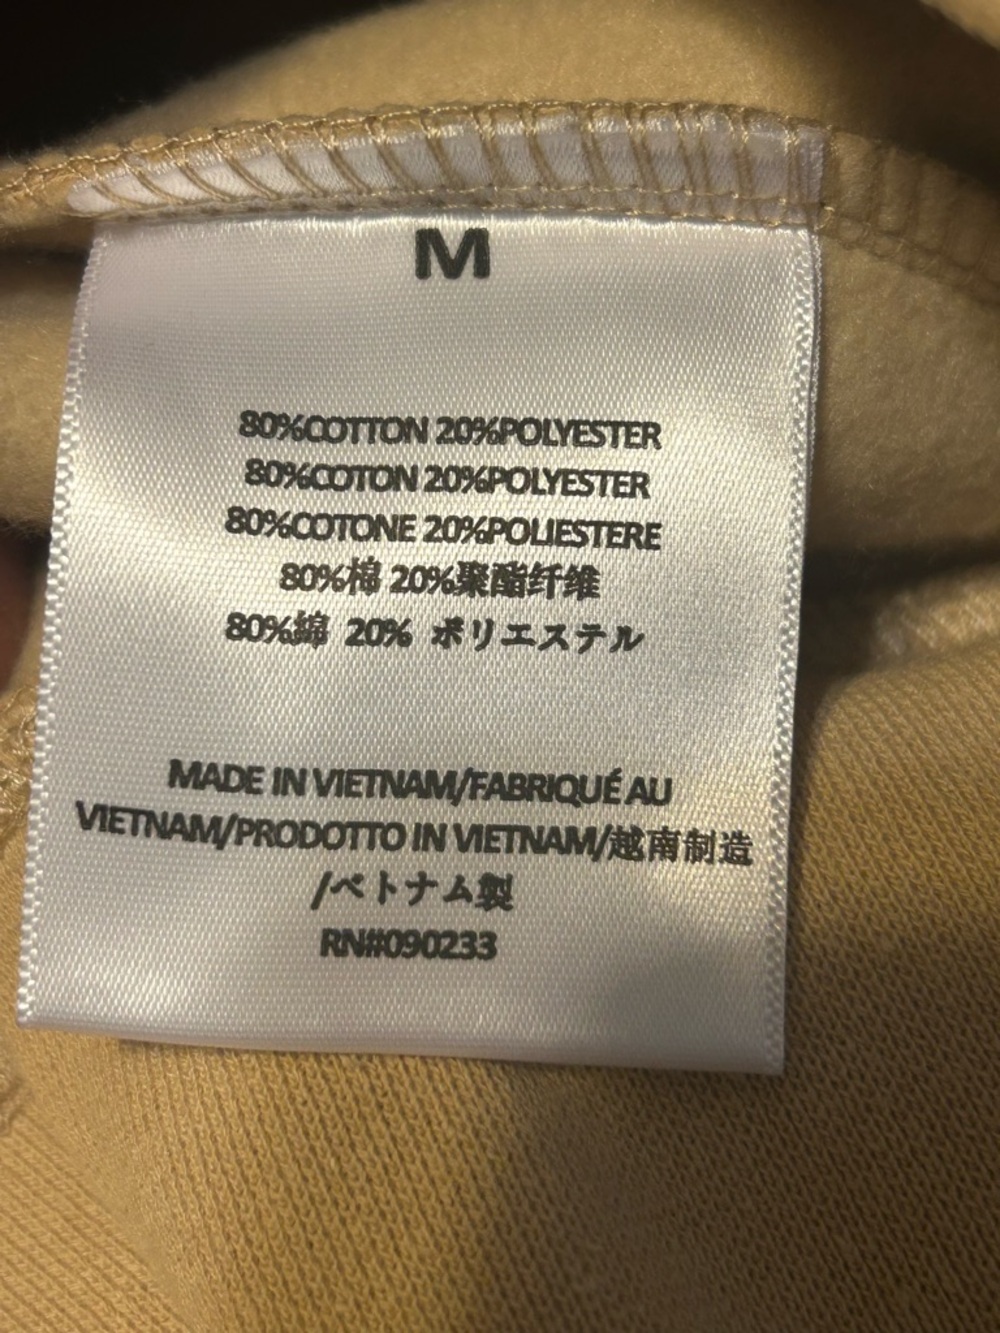 M
80%COTTON 20%POLYESTER
80%COTON 20%POLYESTER
80%COTONE 20%POLIESTERE
80%棉 20%聚酯纤维
80%綿 20% ポリエステル
MADE IN VIETNAM/FABRIQUÉ AU
VIETNAM/PRODOTTO IN VIETNAM/越南制造
/ベトナム製
RN#090233